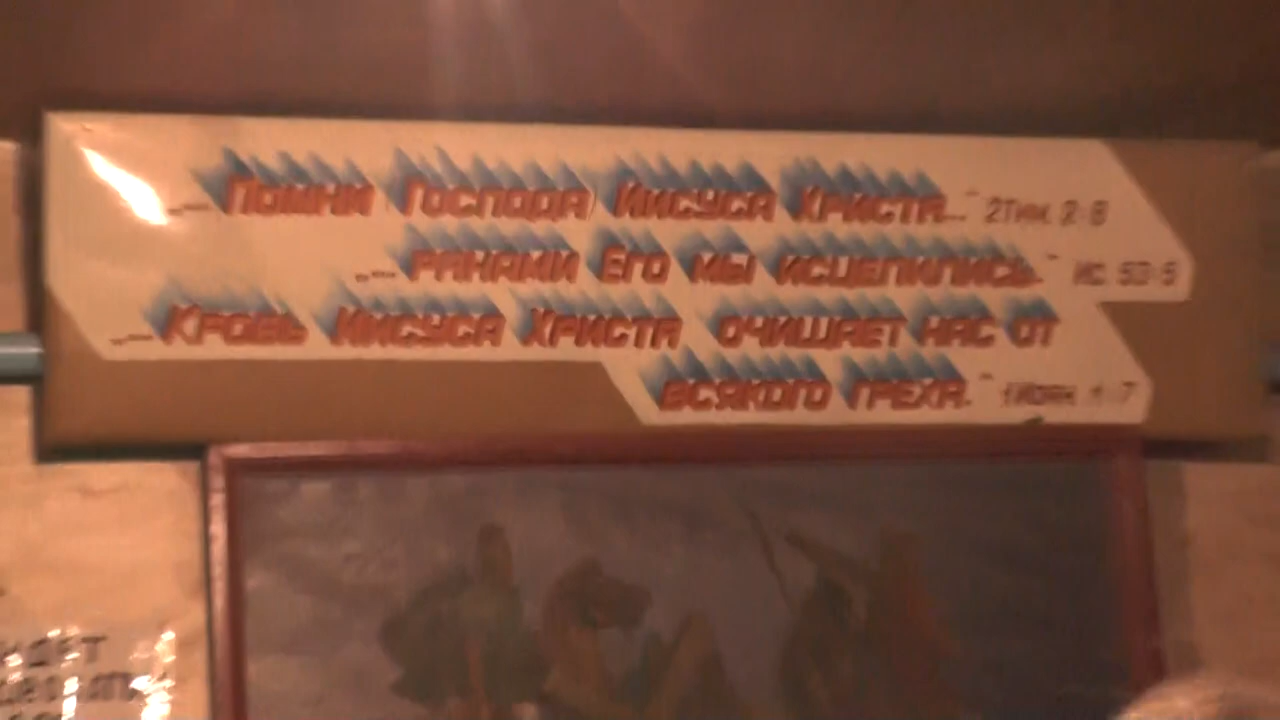 „...Помни Господа Иисуса Христа...“ 2Тим. 2:8
„...ранами Его мы исцелились.“ Ис. 53:5
„...Кровь Иисуса Христа очищает нас от
всякого греха.“ 1Иоан. 1:7